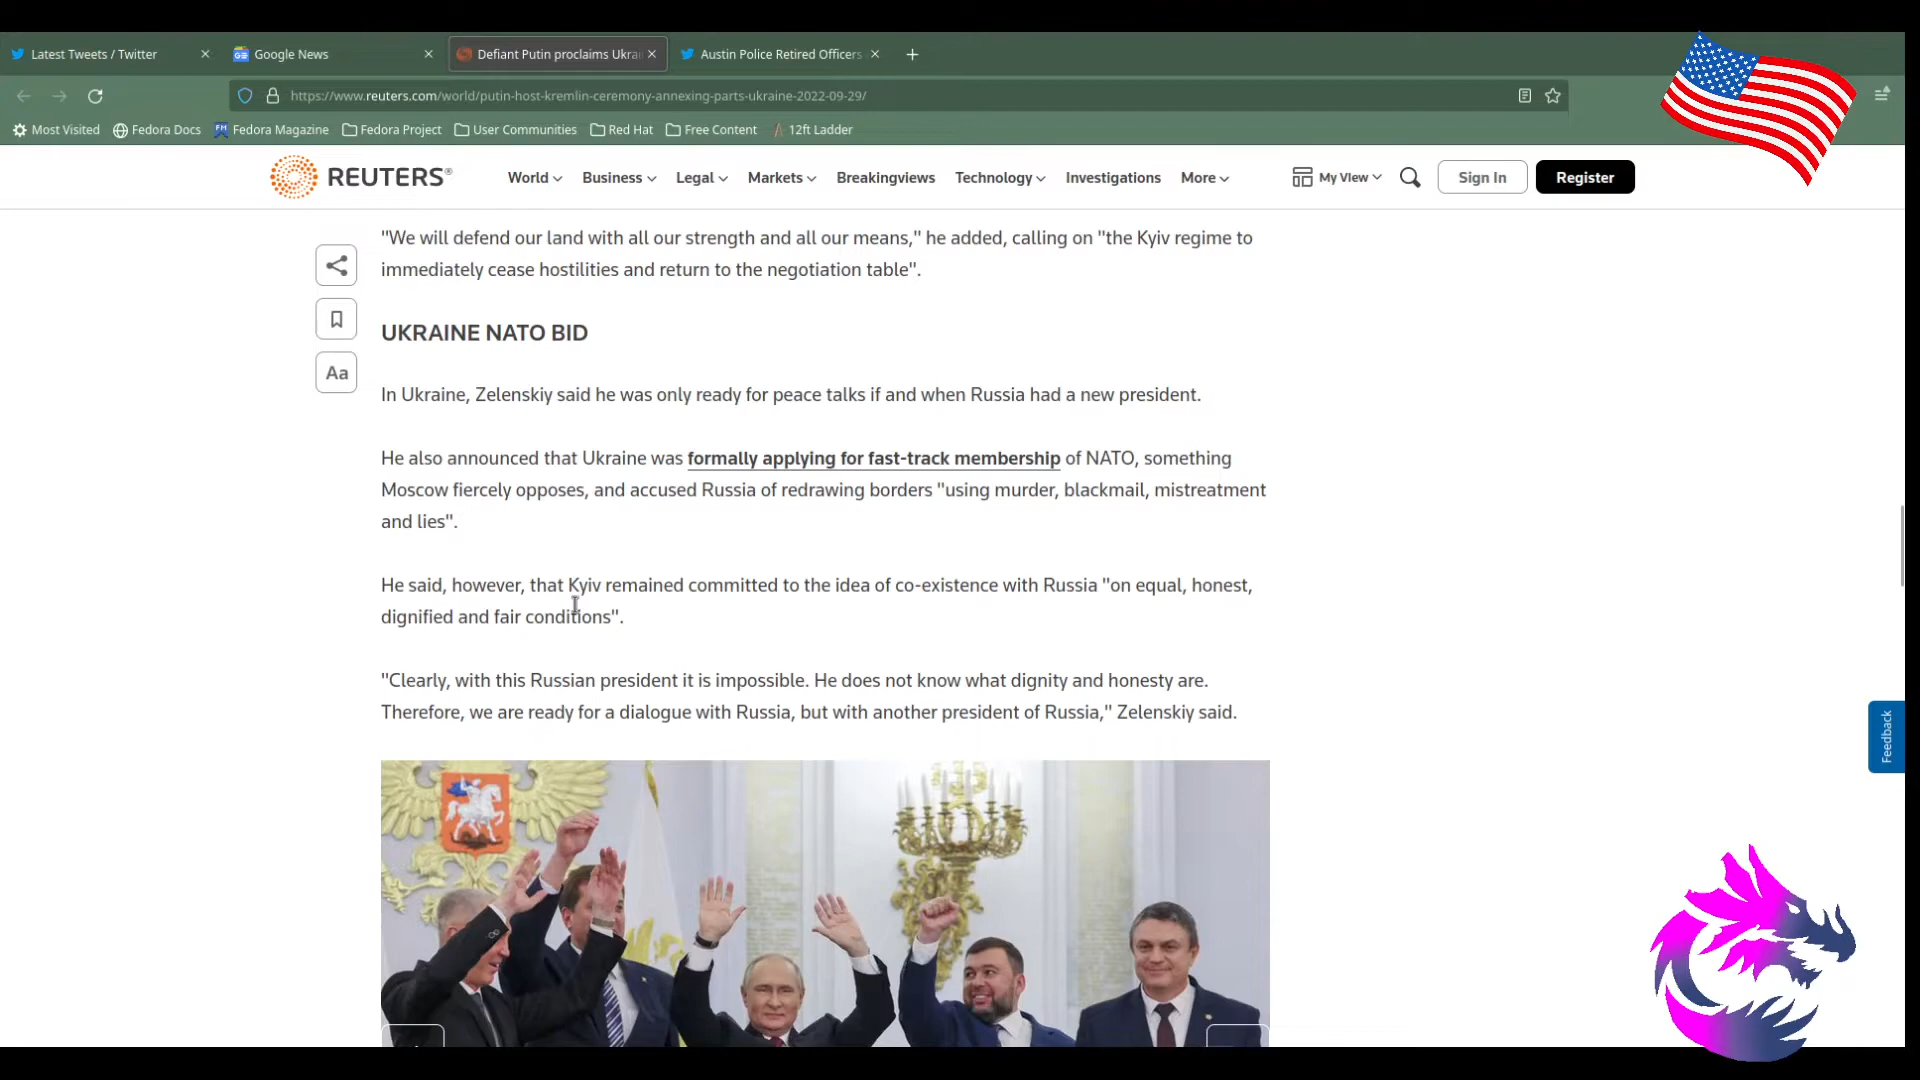 Latest Tweets / Twitter
Google News
Defiant Putin proclaims Ukrai
Austin Police Retired Officers
https://www.reuters.com/world/putin-host-kremlin-ceremony-annexing-parts-ukraine-2022-09-29/
Most Visited
Fedora Docs
FM Fedora Magazine
Fedora Project
User Communities
Red Hat
Free Content
12ft Ladder
REUTERS®
World
Business
Legal
Markets
Breakingviews
Technology
Investigations
More
My View
Sign In
Register
"We will defend our land with all our strength and all our means," he added, calling on "the Kyiv regime to
immediately cease hostilities and return to the negotiation table".
Aa
UKRAINE NATO BID
In Ukraine, Zelenskiy said he was only ready for peace talks if and when Russia had a new president.
He also announced that Ukraine was formally applying for fast-track membership of NATO, something
Moscow fiercely opposes, and accused Russia of redrawing borders "using murder, blackmail, mistreatment
and lies".
He said, however, that Kyiv remained committed to the idea of co-existence with Russia "on equal, honest,
dignified and fair conditions".
"Clearly, with this Russian president it is impossible. He does not know what dignity and honesty are.
Therefore, we are ready for a dialogue with Russia, but with another president of Russia," Zelenskiy said.
Feedback